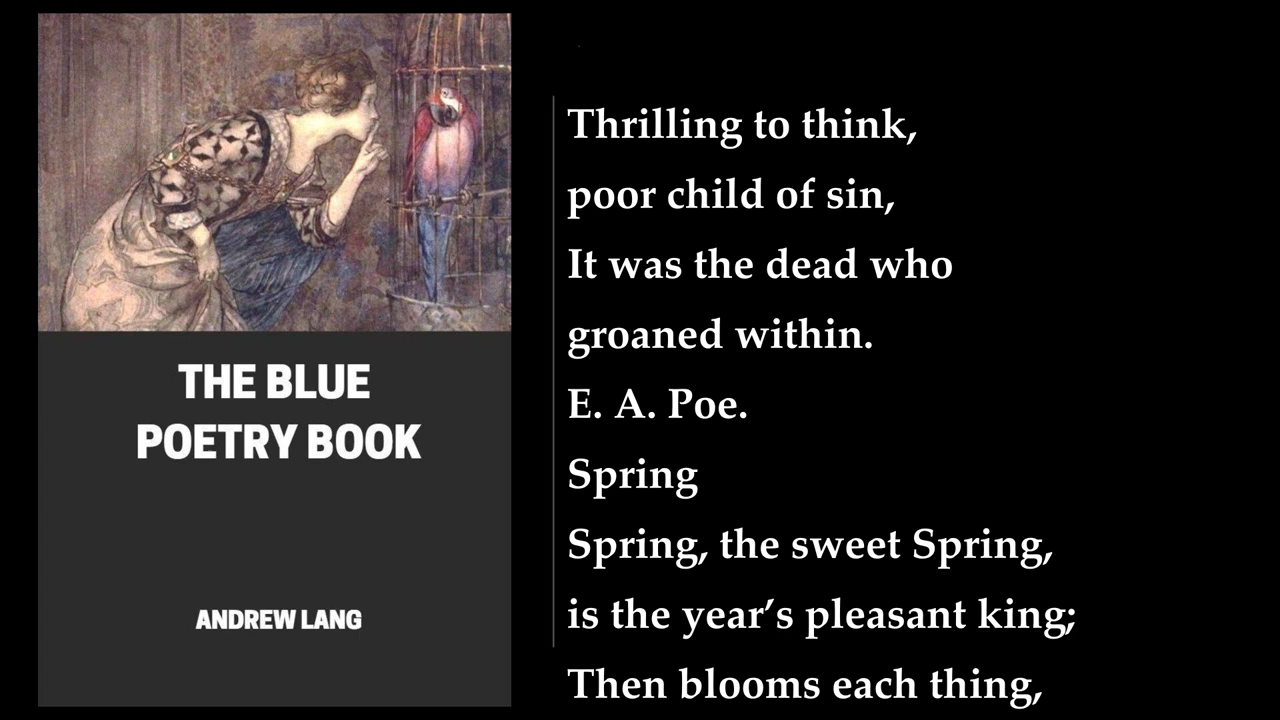 THE BLUE
POETRY BOOK
ANDREW LANG
Thrilling to think,
poor child of sin,
It was the dead who
groaned within.
E. A. Poe.
Spring
Spring, the sweet Spring,
is the year’s pleasant king;
Then blooms each thing,